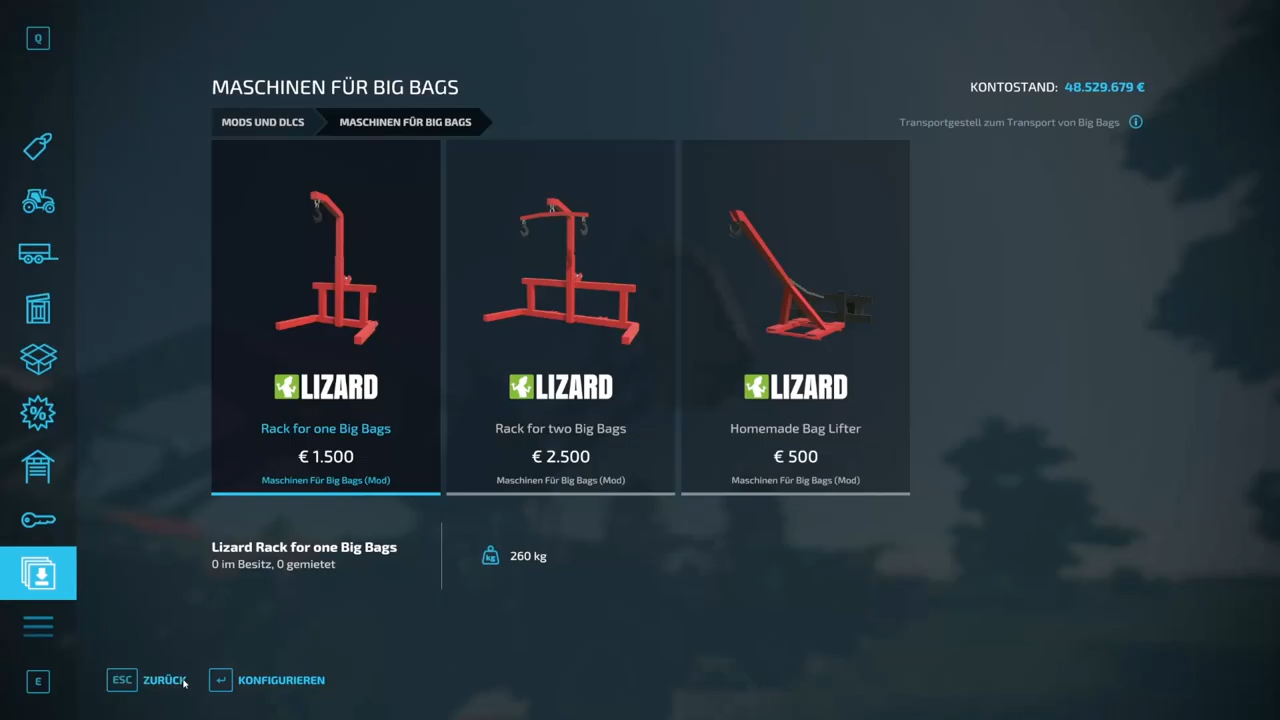 Q
MASCHINEN FÜR BIG BAGS
KONTOSTAND: 48.529.679 €
MODS UND DLCS MASCHINEN FÜR BIG BAGS
Transportgestell zum Transport von Big Bags
LIZARD
Rack for one Big Bags
€ 1.500
Maschinen Für Big Bags (Mod)
LIZARD
Rack for two Big Bags
€ 2.500
Maschinen Für Big Bags (Mod)
LIZARD
Homemade Bag Lifter
€ 500
Maschinen Für Big Bags (Mod)
Lizard Rack for one Big Bags
0 im Besitz, 0 gemietet
kg 260 kg
E
ESC ZURÜCK KONFIGURIEREN